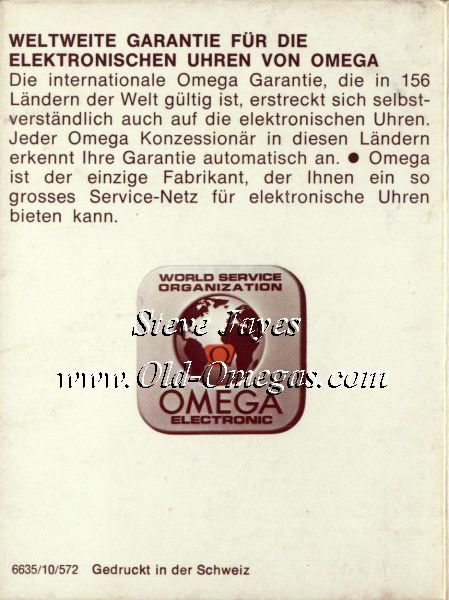 WELTWEITE GARANTIE FÜR DIE
ELEKTRONISCHEN UHREN VON OMEGA
Die internationale Omega Garantie, die in 156
Ländern der Welt gültig ist, erstreckt sich selbst-
verständlich auch auf die elektronischen Uhren.
Jeder Omega Konzessionär in diesen Ländern
erkennt Ihre Garantie automatisch an. ● Omega
ist der einzige Fabrikant, der Ihnen ein so
grosses Service-Netz für elektronische Uhren
bieten kann.
WORLD SERVICE
ORGANIZATION
Steve Fayes
www.Old-Omegas.com
Ω
OMEGA
ELECTRONIC
6635/10/572 Gedruckt in der Schweiz